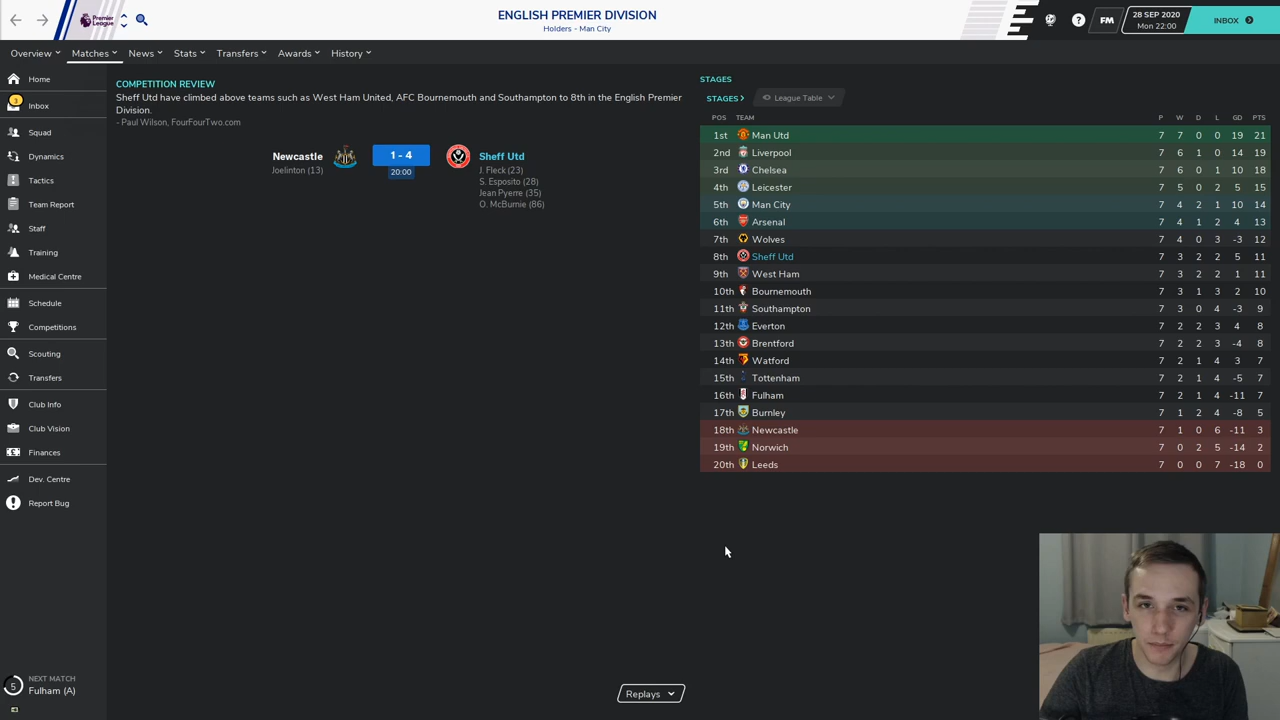 Premier League
ENGLISH PREMIER DIVISION
Holders - Man City
FM
28 SEP 2020
Mon 22:00
INBOX
Overview Matches News Stats Transfers Awards History
Home
3
Inbox
Squad
Dynamics
Tactics
Team Report
Staff
Training
Medical Centre
Schedule
Competitions
Scouting
Transfers
Club Info
Club Vision
Finances
Dev. Centre
Report Bug
5
NEXT MATCH
Fulham (A)
COMPETITION REVIEW
Sheff Utd have climbed above teams such as West Ham United, AFC Bournemouth and Southampton to 8th in the English Premier
Division.
- Paul Wilson, FourFourTwo.com
Newcastle 1 - 4 Sheff Utd
Joelinton (13) 20:00 J. Fleck (23)
S. Esposito (28)
Jean Pyerre (35)
O. McBurnie (86)
Replays
STAGES
STAGES> League Table
POS TEAM P W D L GD PTS
1st Man Utd 7 7 0 0 19 21
2nd Liverpool 7 6 1 0 14 19
3rd Chelsea 7 6 0 1 10 18
4th Leicester 7 5 0 2 5 15
5th Man City 7 4 2 1 10 14
6th Arsenal 7 4 1 2 4 13
7th Wolves 7 4 0 3 -3 12
8th Sheff Utd 7 3 2 2 5 11
9th West Ham 7 3 2 2 1 11
10th Bournemouth 7 3 1 3 2 10
11th Southampton 7 3 0 4 -3 9
12th Everton 7 2 2 3 4 8
13th Brentford 7 2 2 3 -4 8
14th Watford 7 2 1 4 3 7
15th Tottenham 7 2 1 4 -5 7
16th Fulham 7 2 1 4 -11 7
17th Burnley 7 1 2 4 -8 5
18th Newcastle 7 1 0 6 -11 3
19th Norwich 7 0 2 5 -14 2
20th Leeds 7 0 0 7 -18 0